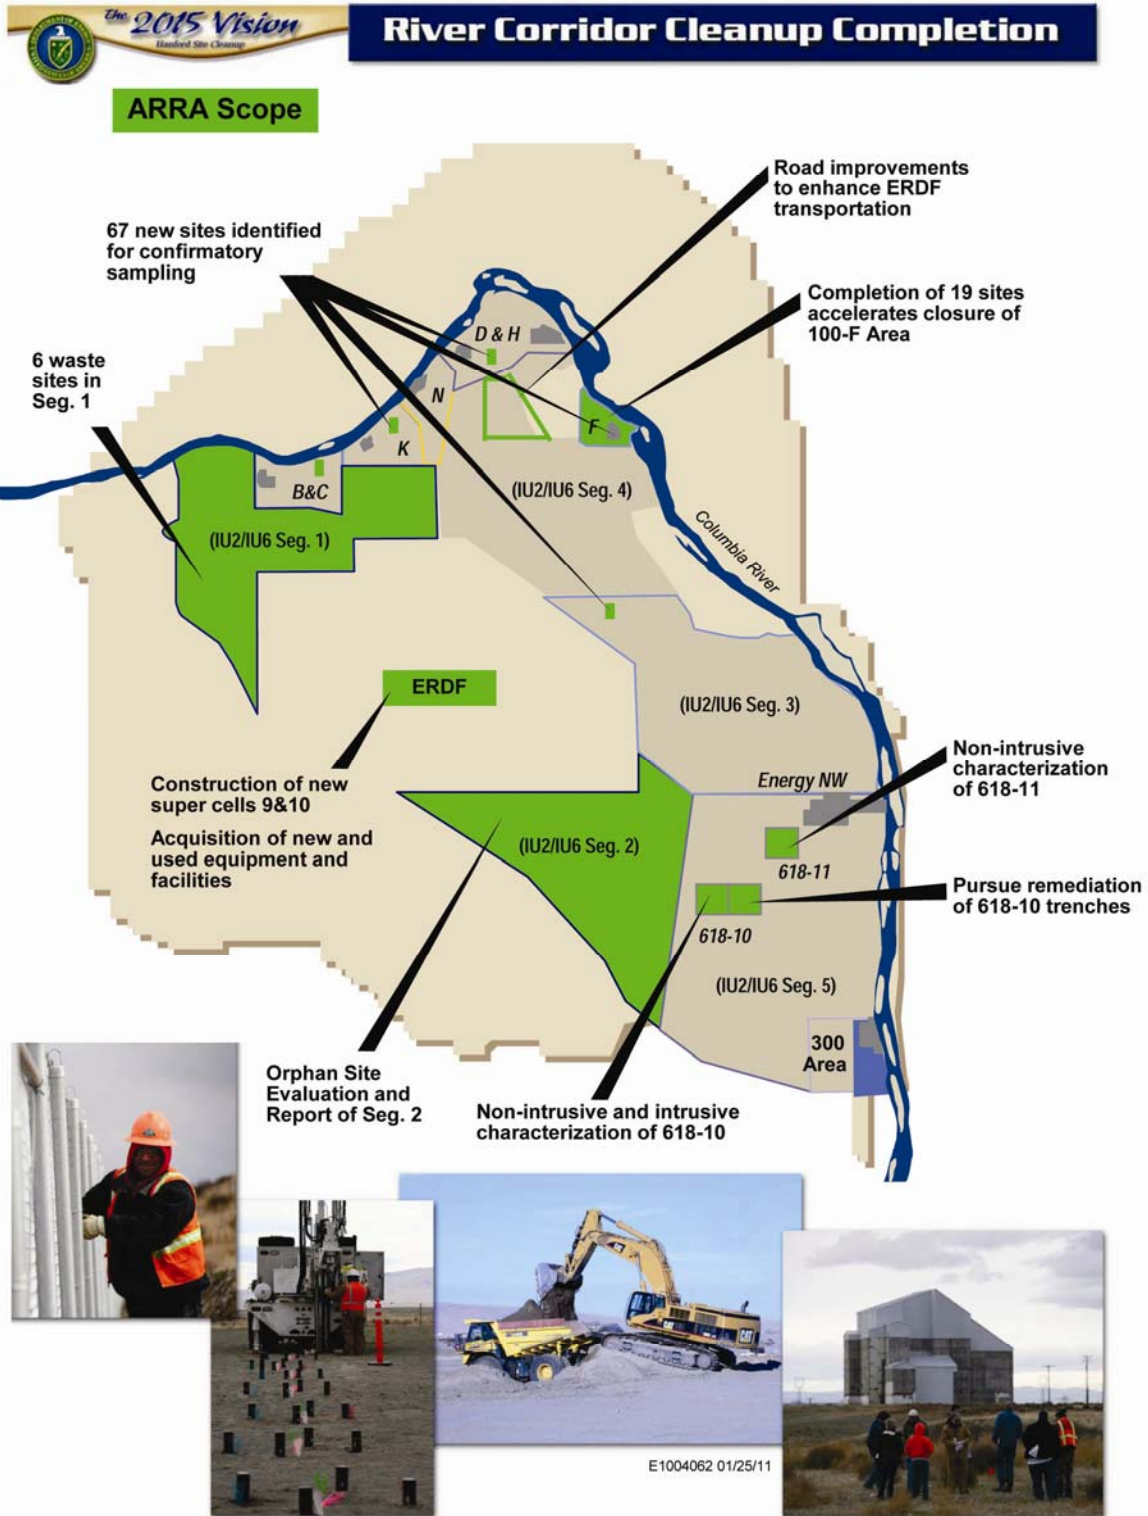 the 2015 Vision
Hanford Site Cleanup
River Corridor Cleanup Completion
ARRA Scope
Road improvements
to enhance ERDF
transportation
67 new sites identified
for confirmatory
sampling
Completion of 19 sites
accelerates closure of
100-F Area
6 waste
sites in
Seg. 1
D & H
N
K
F
B&C
(IU2/IU6 Seg. 4)
(IU2/IU6 Seg. 1)
Columbia River
ERDF
(IU2/IU6 Seg. 3)
Construction of new
super cells 9&10
Acquisition of new and
used equipment and
facilities
Energy NW
Non-intrusive
characterization
of 618-11
(IU2/IU6 Seg. 2)
618-11
Pursue remediation
of 618-10 trenches
618-10
(IU2/IU6 Seg. 5)
300
Area
Orphan Site
Evaluation and
Report of Seg. 2
Non-intrusive and intrusive
characterization of 618-10
CAT
CAT
E1004062 01/25/11